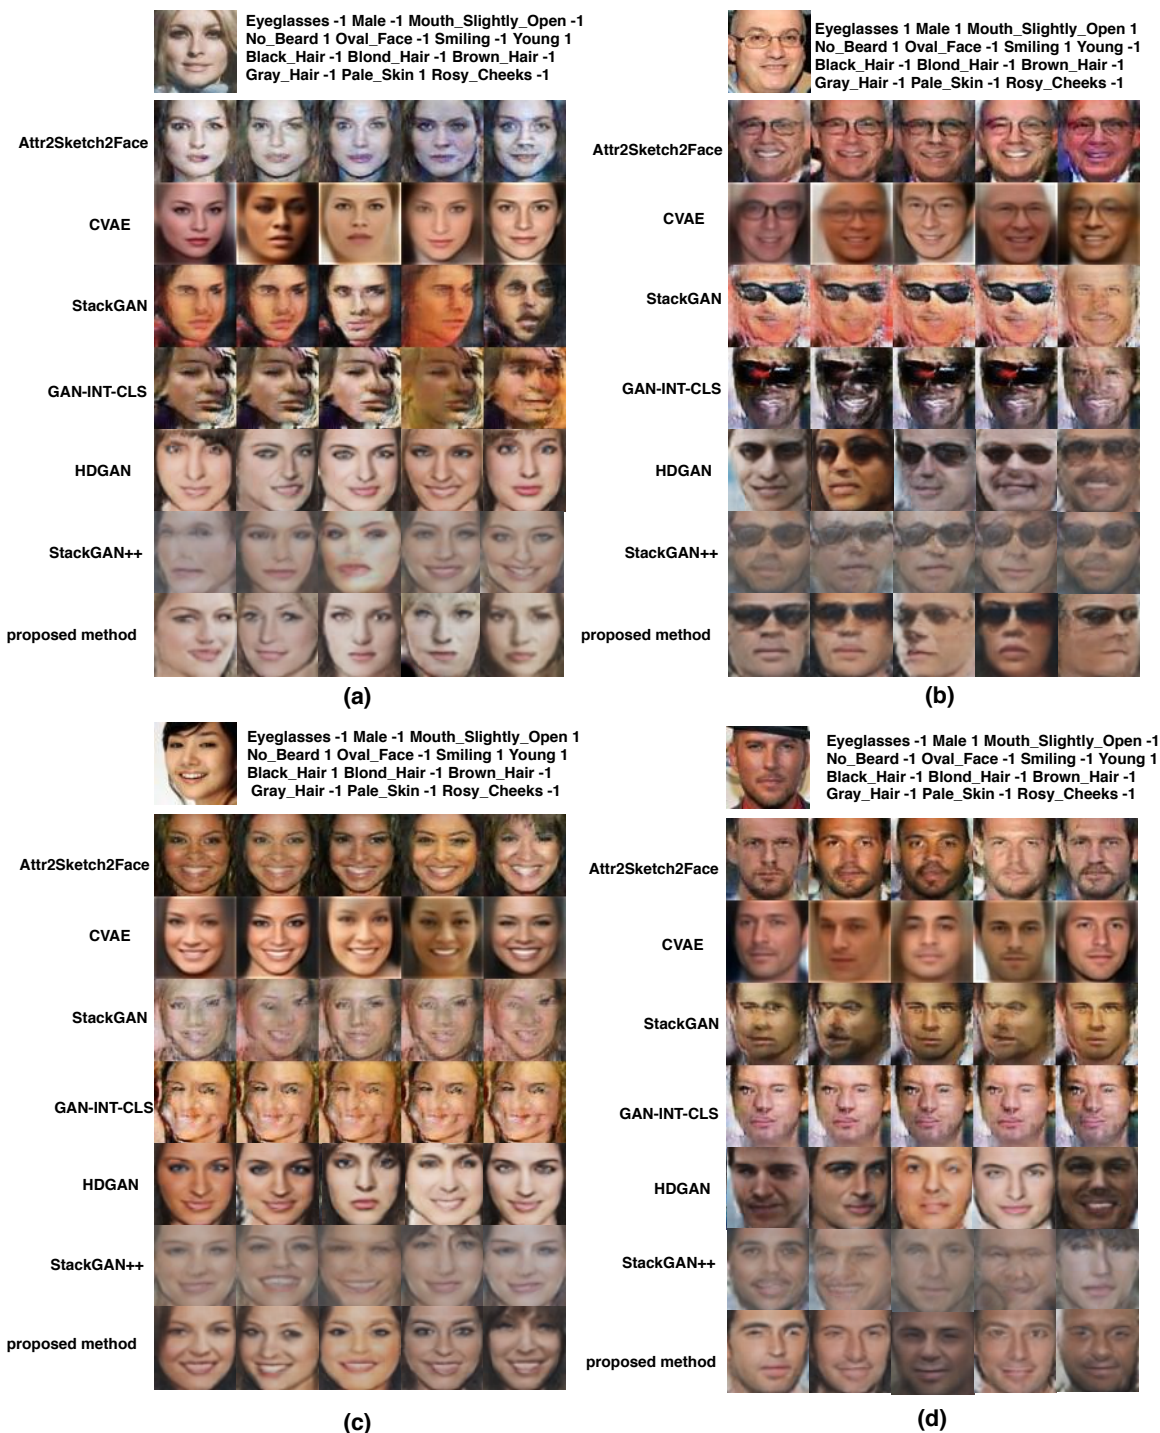 Eyeglasses -1 Male -1 Mouth_Slightly_Open -1
No_Beard 1 Oval_Face -1 Smiling -1 Young 1
Black_Hair -1 Blond_Hair -1 Brown_Hair -1
Gray_Hair -1 Pale_Skin 1 Rosy_Cheeks -1
Attr2Sketch2Face
CVAE
StackGAN
GAN-INT-CLS
HDGAN
StackGAN++
proposed method
(a)
Eyeglasses 1 Male 1 Mouth_Slightly_Open 1
No_Beard 1 Oval_Face -1 Smiling 1 Young -1
Black_Hair -1 Blond_Hair -1 Brown_Hair -1
Gray_Hair -1 Pale_Skin -1 Rosy_Cheeks -1
Attr2Sketch2Face
CVAE
StackGAN
GAN-INT-CLS
HDGAN
StackGAN++
proposed method
(b)
Eyeglasses -1 Male -1 Mouth_Slightly_Open 1
No_Beard 1 Oval_Face -1 Smiling 1 Young 1
Black_Hair 1 Blond_Hair -1 Brown_Hair -1
Gray_Hair -1 Pale_Skin -1 Rosy_Cheeks -1
Attr2Sketch2Face
CVAE
StackGAN
GAN-INT-CLS
HDGAN
StackGAN++
proposed method
(c)
Eyeglasses -1 Male 1 Mouth_Slightly_Open -1
No_Beard -1 Oval_Face -1 Smiling -1 Young 1
Black_Hair -1 Blond_Hair -1 Brown_Hair -1
Gray_Hair -1 Pale_Skin -1 Rosy_Cheeks -1
Attr2Sketch2Face
CVAE
StackGAN
GAN-INT-CLS
HDGAN
StackGAN++
proposed method
(d)